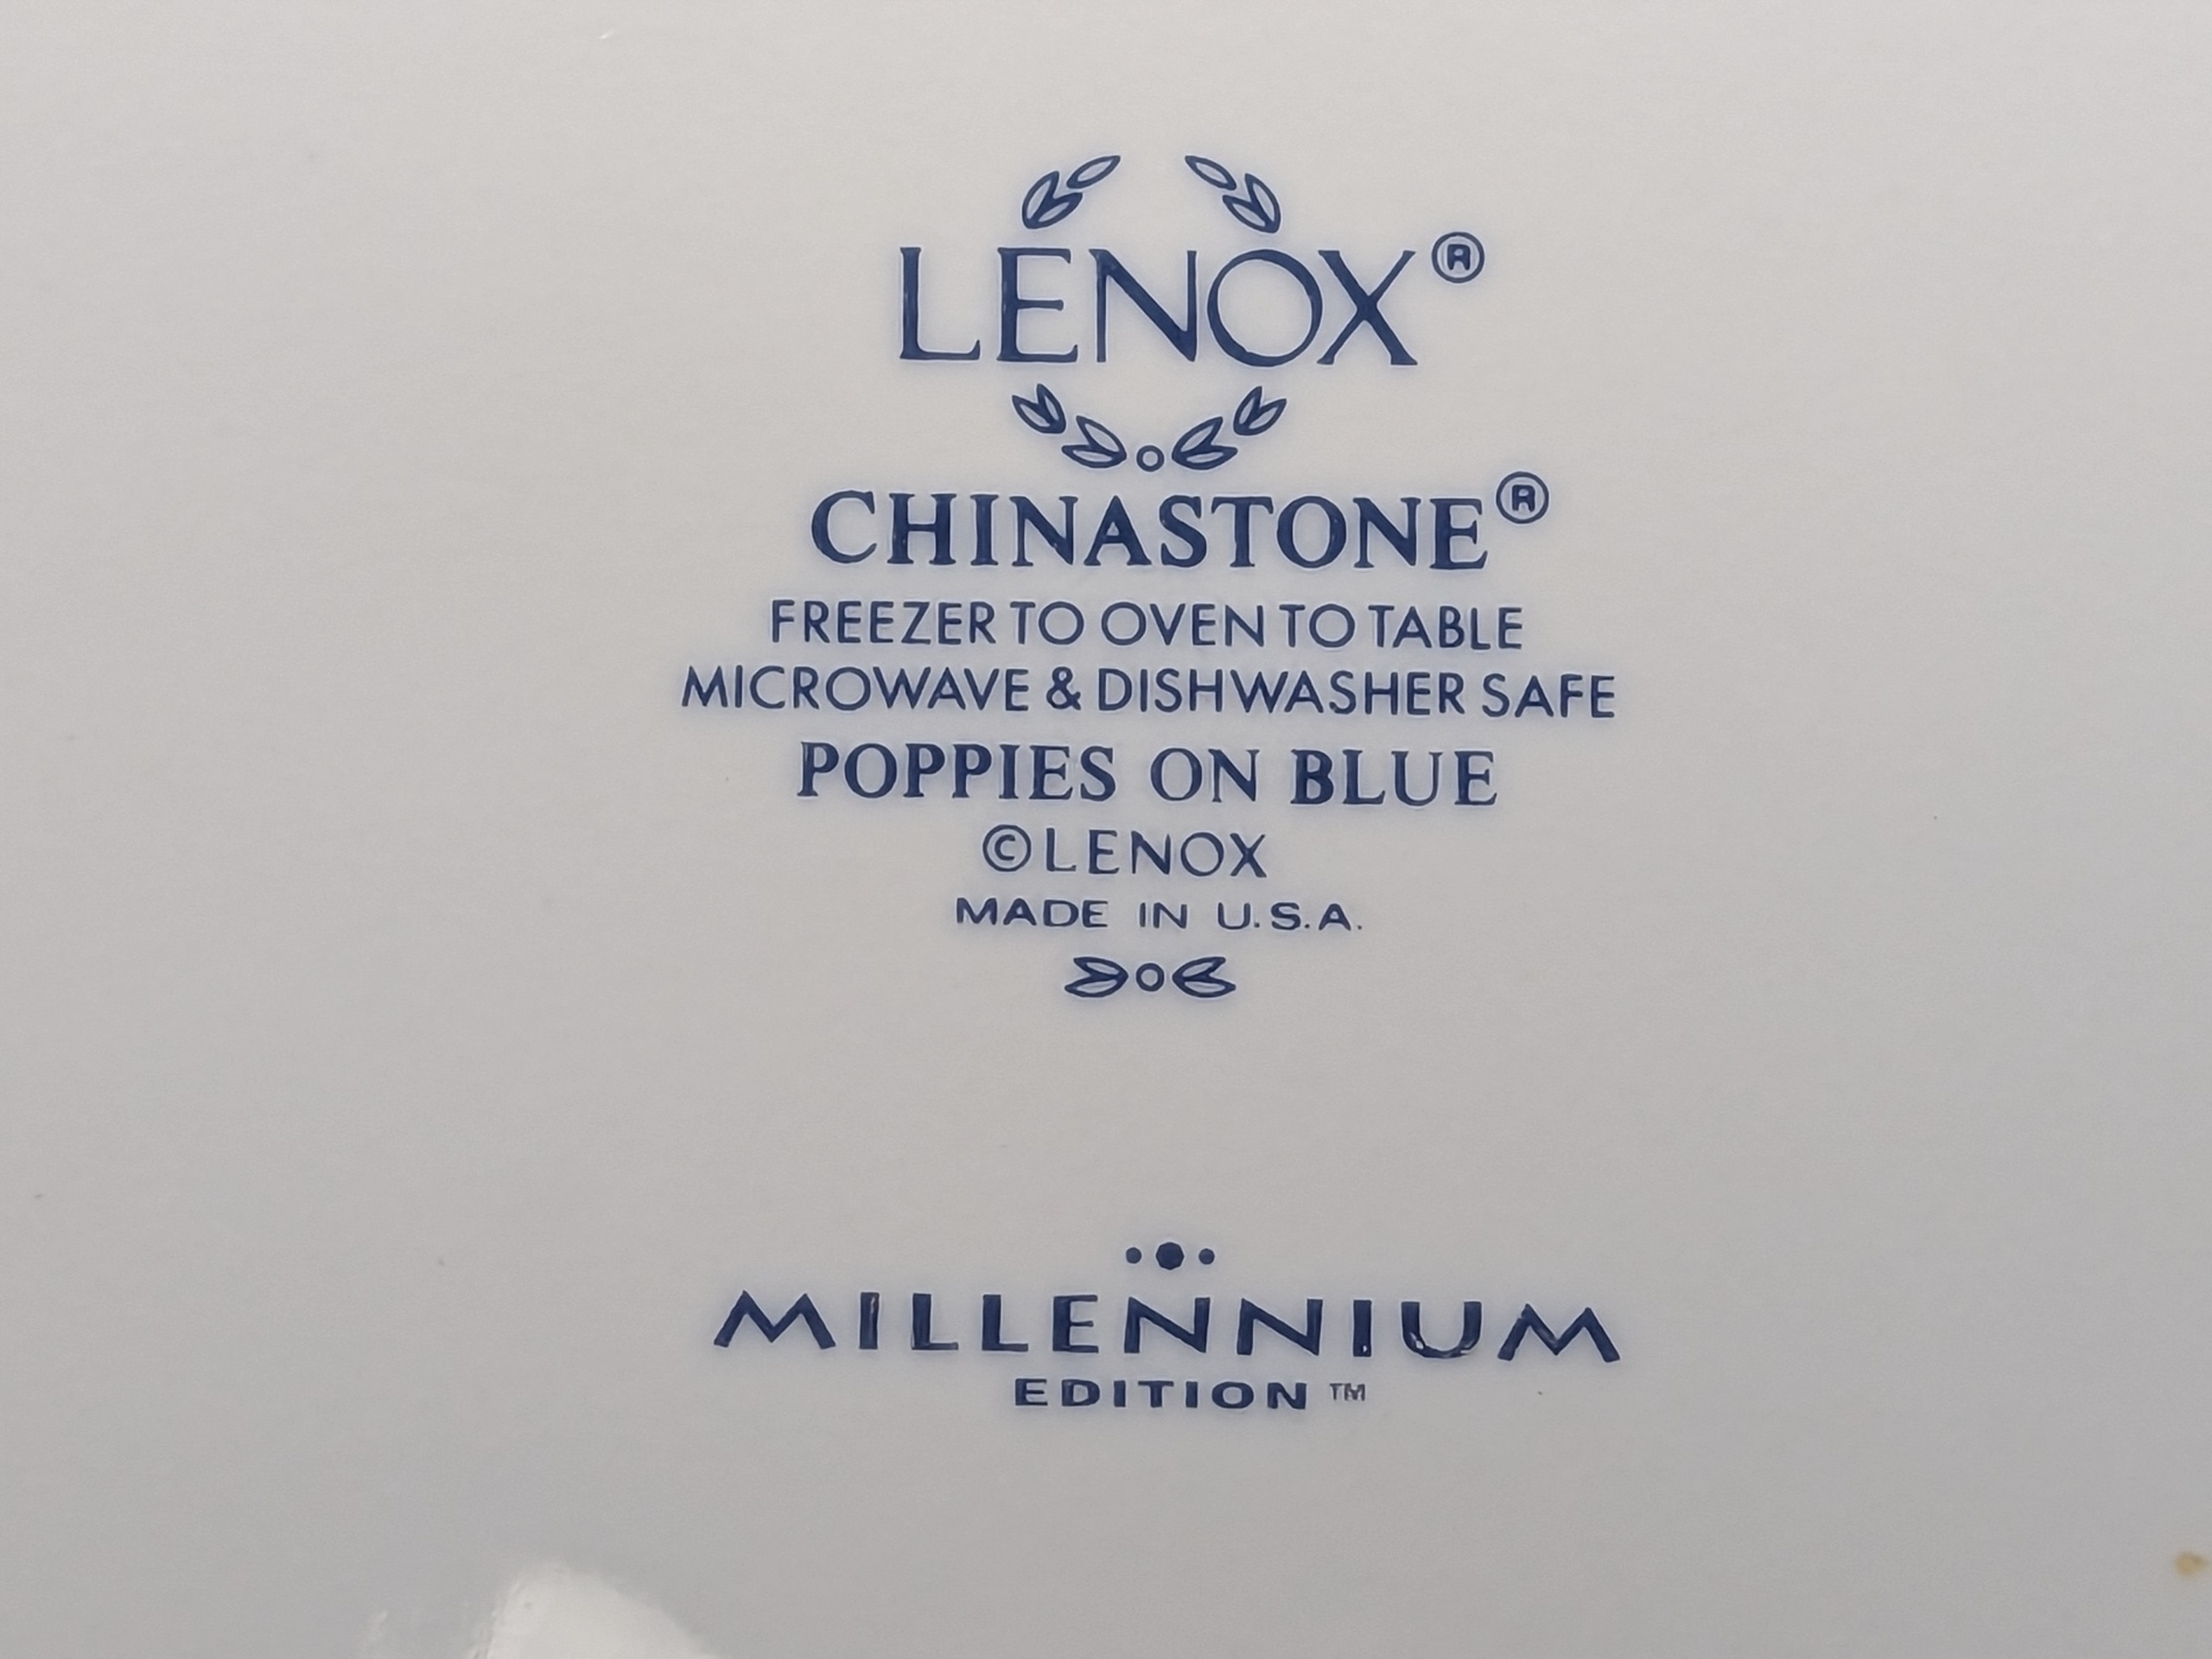 LENOX®
CHINASTONE®
FREEZER TO OVEN TO TABLE
MICROWAVE & DISHWASHER SAFE
POPPIES ON BLUE
©LENOX
MADE IN U.S.A.
MILLENNIUM
EDITION™